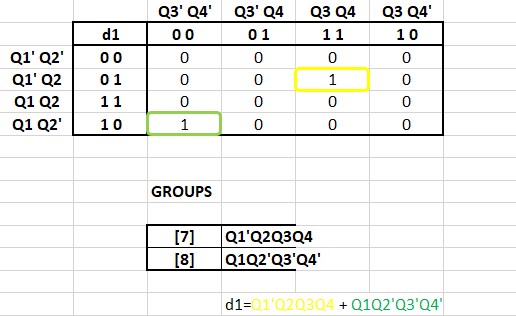 Q3' Q4' Q3' Q4 Q3 Q4 Q3 Q4'
d1 0 0 0 1 1 1 1 0
Q1' Q2' 0 0 0 0 0 0
Q1' Q2 0 1 0 0 1 0
Q1 Q2 1 1 0 0 0 0
Q1 Q2' 1 0 1 0 0 0
GROUPS
[7] Q1'Q2Q3Q4
[8] Q1Q2'Q3'Q4'
d1=Q1'Q2Q3Q4 + Q1Q2'Q3'Q4'